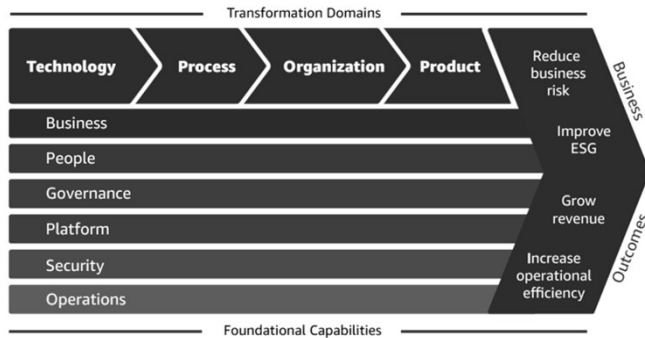 Transformation Domains
Technology
Process
Organization
Product
Reduce
business
risk
Business
Business
Improve
ESG
People
Governance
Grow
revenue
Platform
Security
Increase
operational
efficiency
Outcomes
Operations
Foundational Capabilities